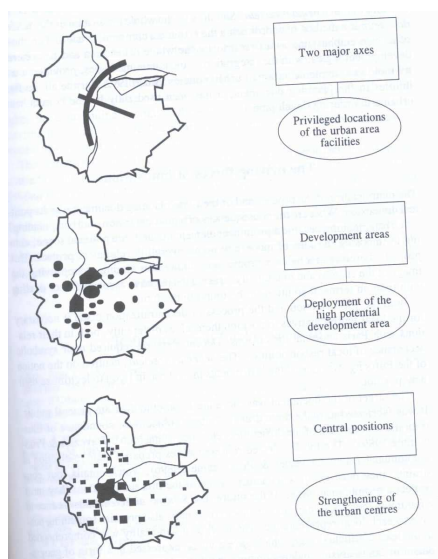 Two major axes
Privileged locations
of the urban area
facilities
Development areas
Deployment of the
high potential
development area
Central positions
Strengthening of
the urban centres